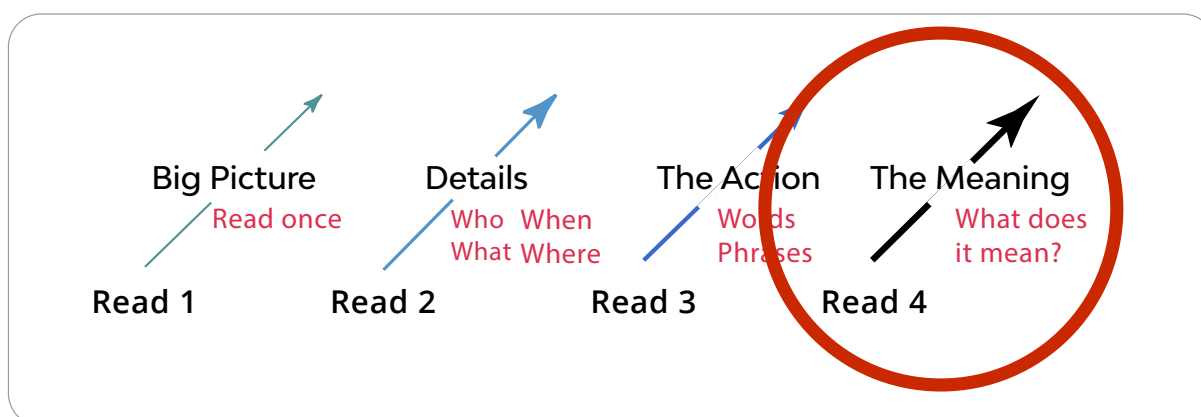 Big Picture
Read once
Read 1
Details
Who When
What Where
Read 2
The Action
Words
Phrases
Read 3
The Meaning
What does
it mean?
Read 4